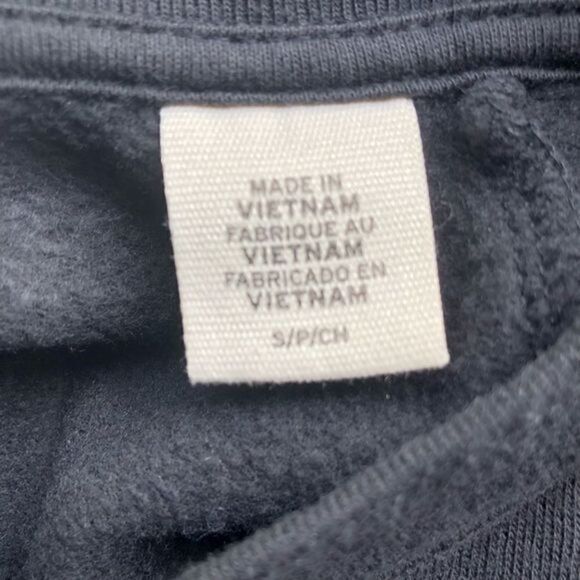 MADE IN
VIETNAM
FABRIQUE AU
VIETNAM
FABRICADO EN
VIETNAM
S/P/CH